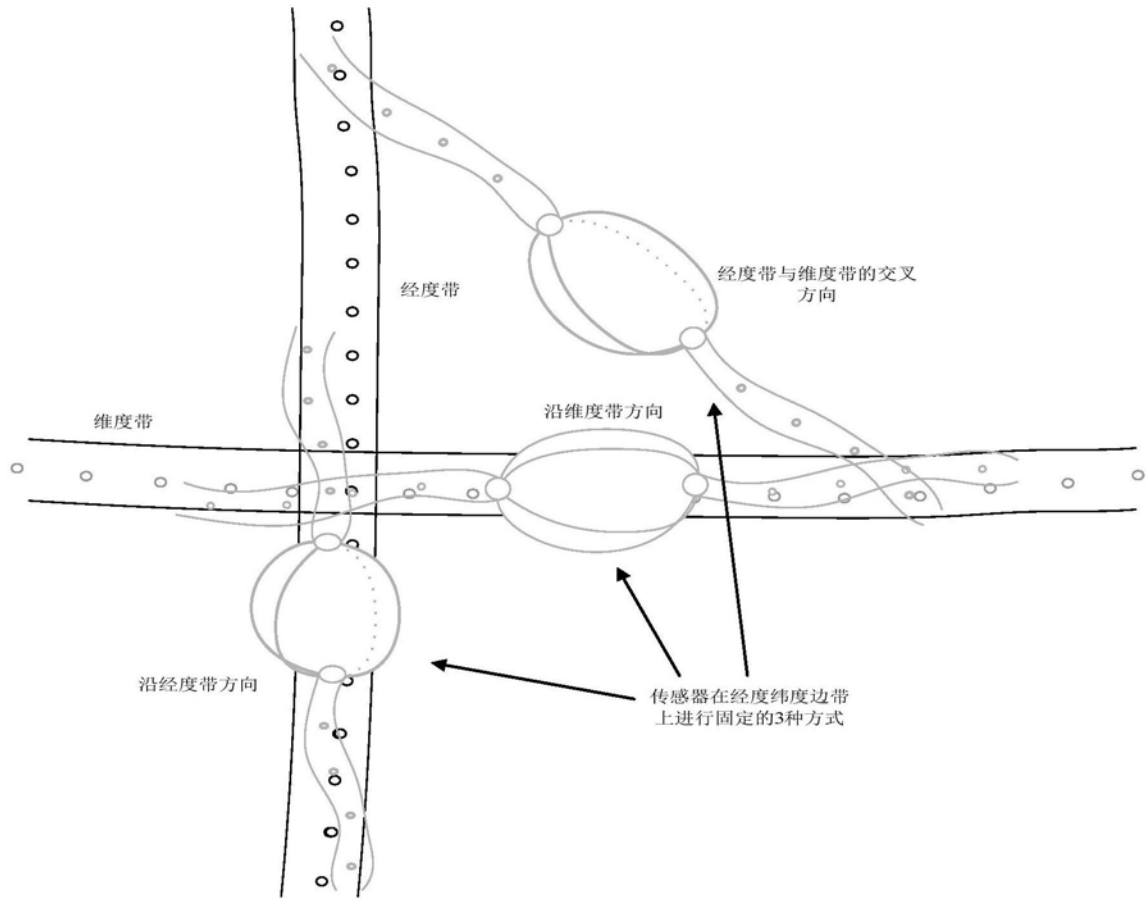 经度带与维度带的交叉
方向
经度带
沿维度带方向
维度带
沿经度带方向
传感器在经度纬度边带
上进行固定的3种方式